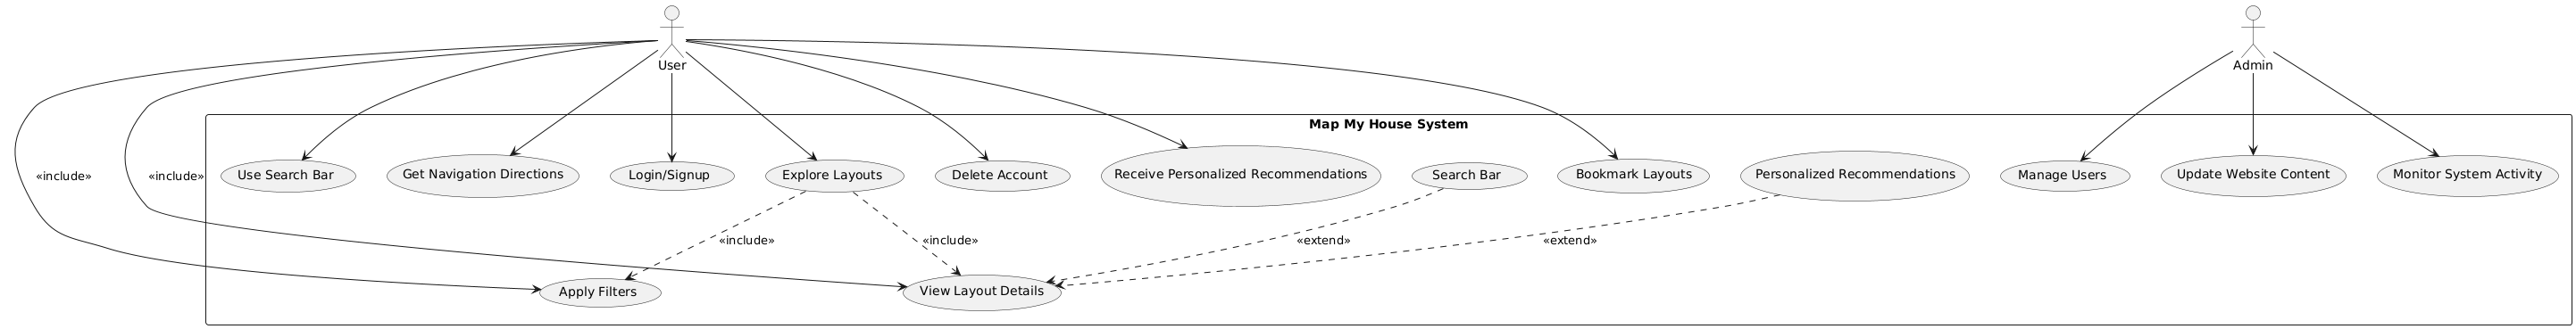 User
Admin
Map My House System
Use Search Bar
Get Navigation Directions
Login/Signup
Explore Layouts
Delete Account
Receive Personalized Recommendations
Search Bar
Bookmark Layouts
Personalized Recommendations
Manage Users
Update Website Content
Monitor System Activity
«include»
«include»
«include»
«include»
«extend»
«extend»
Apply Filters
View Layout Details